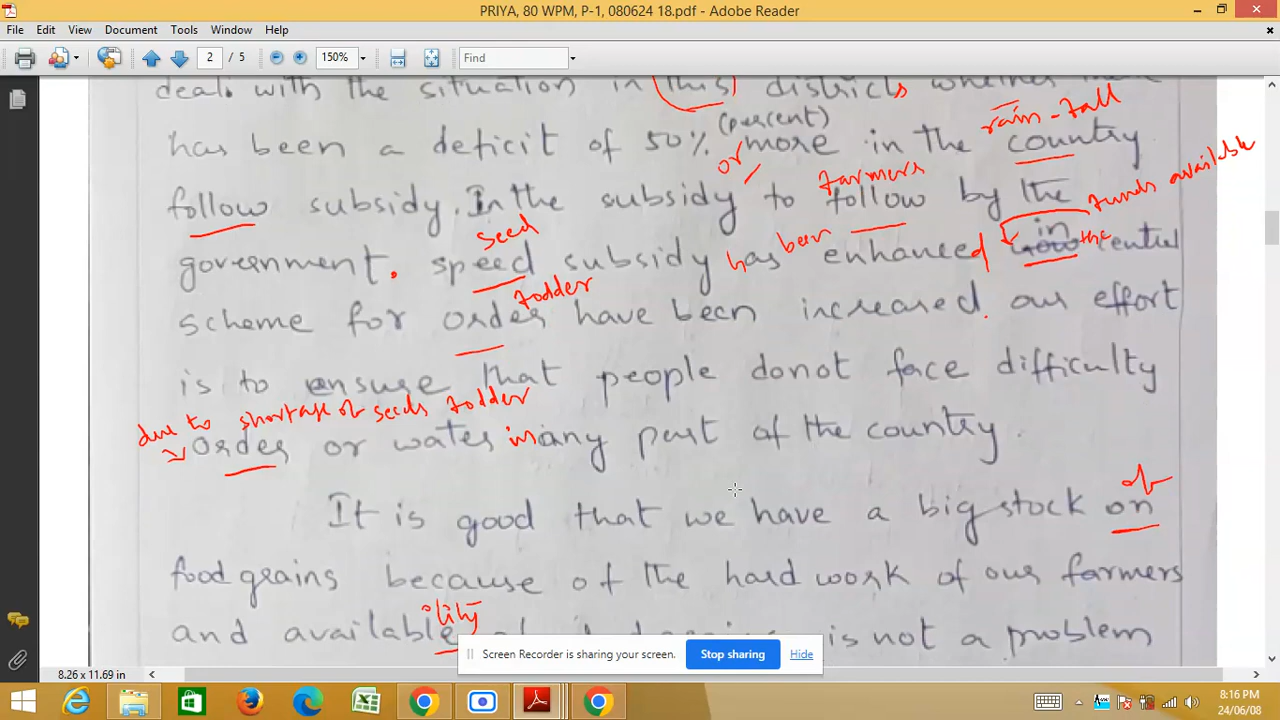 PRIYA, 80 WPM, P-1, 080624 18.pdf - Adobe Reader
File Edit View Document Tools Window Help
2 / 5 150% Find
deal. with the situation in (this) districts whether
(percent) rain-fall
has been a deficit of 50% more in the country
or farmers funds available
follow subsidy. In the subsidy to follow by the
seed been in the
government. speed subsidy has enhanced now central
fodder
scheme for order have been increased. our effort
is to ensure that people donot face difficulty
due to shortage of seeds fodder
order or water in any part of the country.
of
It is good that we have a big stock on
food grains because of the hard work of our farmers
ility
and available is not a problem
Screen Recorder is sharing your screen. Stop sharing Hide
8.26 x 11.69 in
8:16 PM
24/06/08